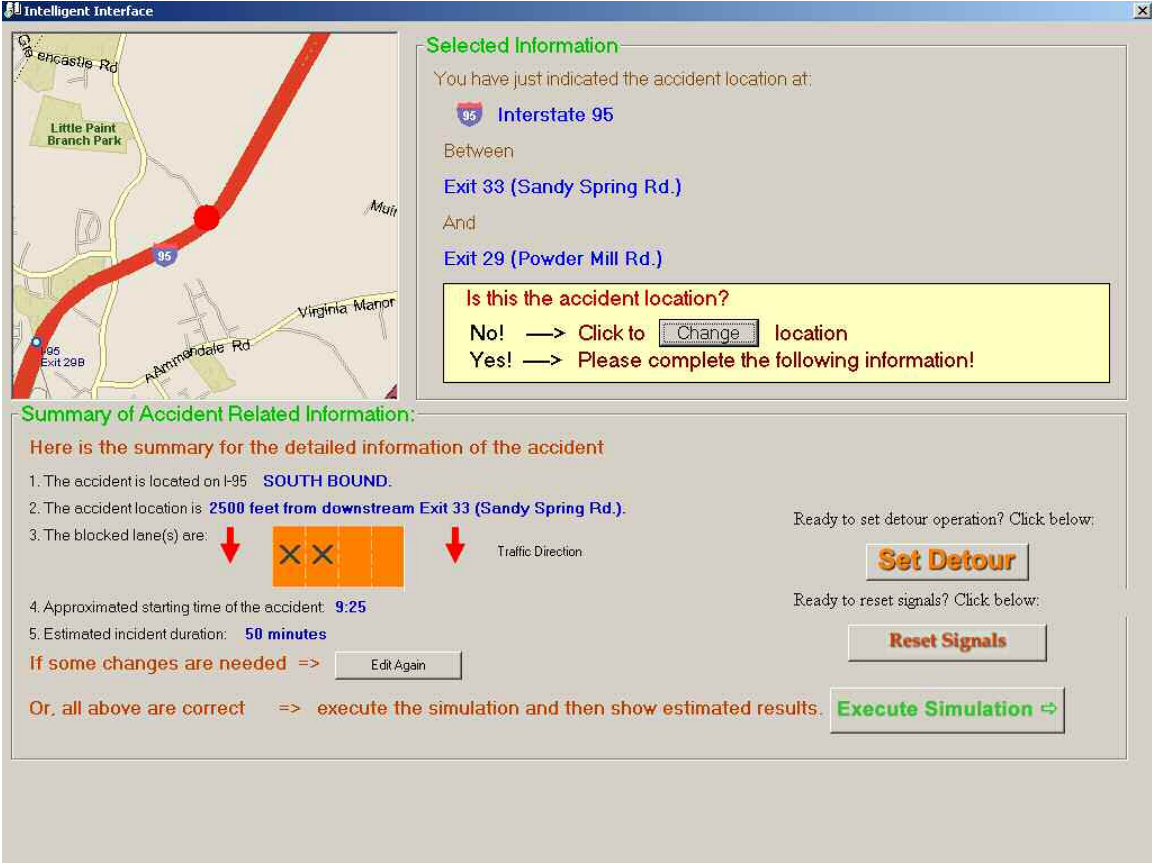 Intelligent Interface
Greencastle Rd
Little Paint
Branch Park
Muir
95
Virginia Manor
Ammendale Rd
I-95
Exit 29B
Selected Information
You have just indicated the accident location at:
95 Interstate 95
Between
Exit 33 (Sandy Spring Rd.)
And
Exit 29 (Powder Mill Rd.)
Is this the accident location?
No! —> Click to Change location
Yes! —> Please complete the following information!
Summary of Accident Related Information:
Here is the summary for the detailed information of the accident
1. The accident is located on I-95 SOUTH BOUND.
2. The accident location is 2500 feet from downstream Exit 33 (Sandy Spring Rd.).
3. The blocked lane(s) are:
Traffic Direction
4. Approximated starting time of the accident: 9:25
5. Estimated incident duration: 50 minutes
If some changes are needed => Edit Again
Or, all above are correct => execute the simulation and then show estimated results. Execute Simulation ⇨
Ready to set detour operation? Click below:
Set Detour
Ready to reset signals? Click below:
Reset Signals